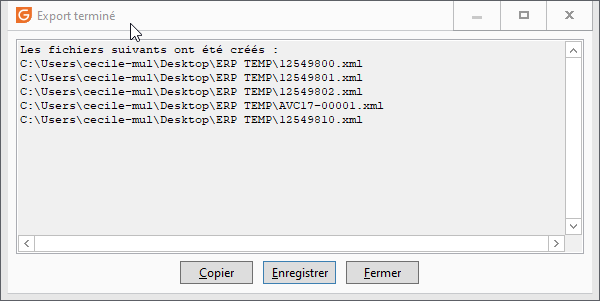 Export terminé
Les fichiers suivants ont été créés :
C:\Users\cecile-mul\Desktop\ERP TEMP\12549800.xml
C:\Users\cecile-mul\Desktop\ERP TEMP\12549801.xml
C:\Users\cecile-mul\Desktop\ERP TEMP\12549802.xml
C:\Users\cecile-mul\Desktop\ERP TEMP\AVC17-00001.xml
C:\Users\cecile-mul\Desktop\ERP TEMP\12549810.xml
Copier Enregistrer Fermer